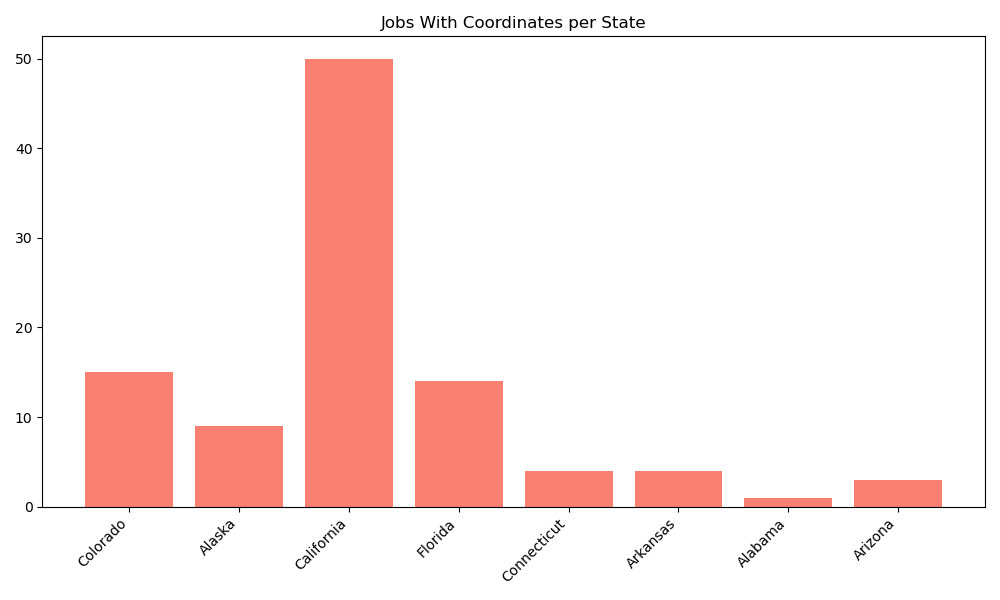 Jobs With Coordinates per State
50
40
30
20
10
0
Colorado
Alaska
California
Florida
Connecticut
Arkansas
Alabama
Arizona